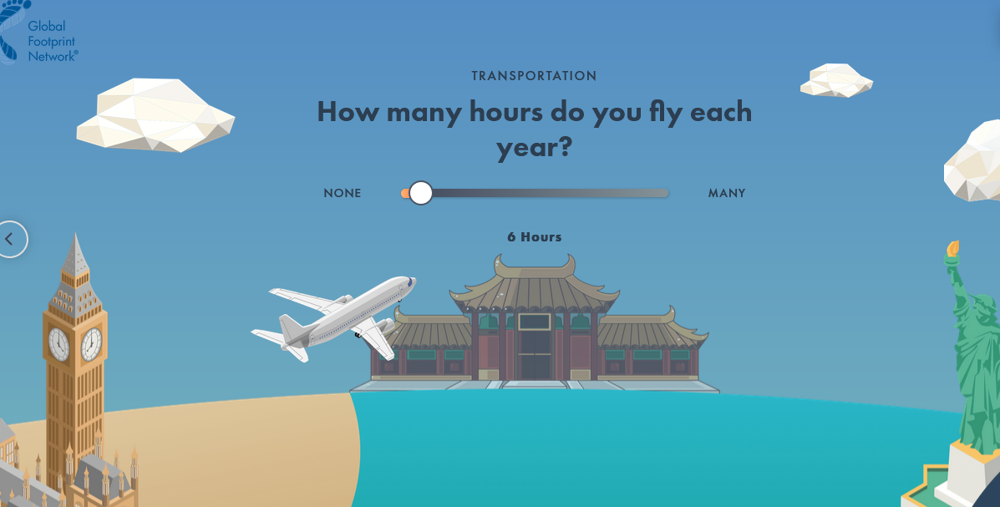 Global
Footprint
Network®
TRANSPORTATION
How many hours do you fly each
year?
NONE
MANY
6 Hours